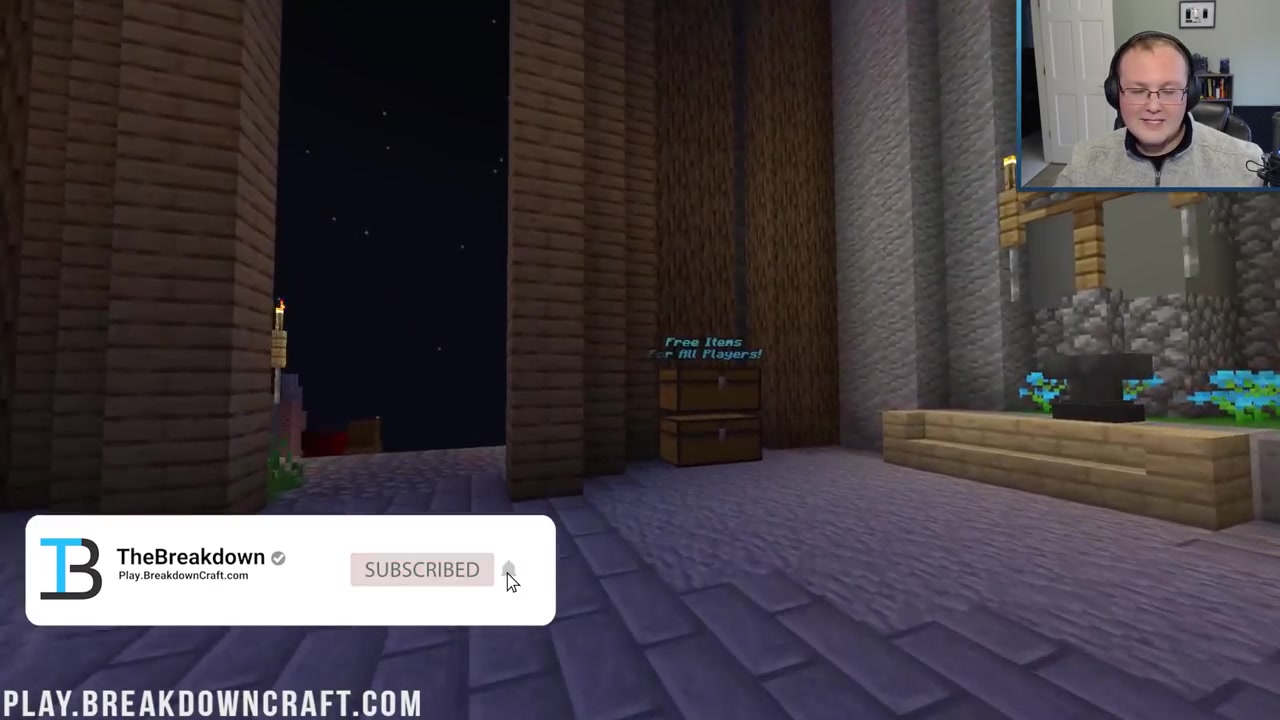 Free Items
For All Players!
TB
TheBreakdown
Play.BreakdownCraft.com
SUBSCRIBED
PLAY.BREAKDOWNCRAFT.COM